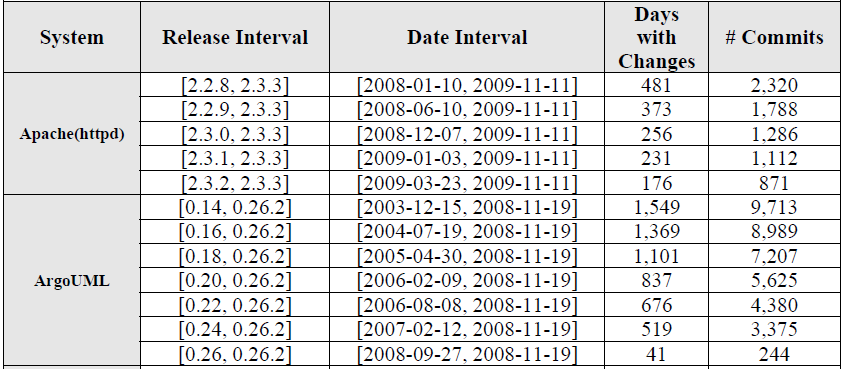 System Release Interval Date Interval Days with Changes # Commits
Apache(httpd)
[2.2.8, 2.3.3] [2008-01-10, 2009-11-11] 481 2,320
[2.2.9, 2.3.3] [2008-06-10, 2009-11-11] 373 1,788
[2.3.0, 2.3.3] [2008-12-07, 2009-11-11] 256 1,286
[2.3.1, 2.3.3] [2009-01-03, 2009-11-11] 231 1,112
[2.3.2, 2.3.3] [2009-03-23, 2009-11-11] 176 871
ArgoUML
[0.14, 0.26.2] [2003-12-15, 2008-11-19] 1,549 9,713
[0.16, 0.26.2] [2004-07-19, 2008-11-19] 1,369 8,989
[0.18, 0.26.2] [2005-04-30, 2008-11-19] 1,101 7,207
[0.20, 0.26.2] [2006-02-09, 2008-11-19] 837 5,625
[0.22, 0.26.2] [2006-08-08, 2008-11-19] 676 4,380
[0.24, 0.26.2] [2007-02-12, 2008-11-19] 519 3,375
[0.26, 0.26.2] [2008-09-27, 2008-11-19] 41 244